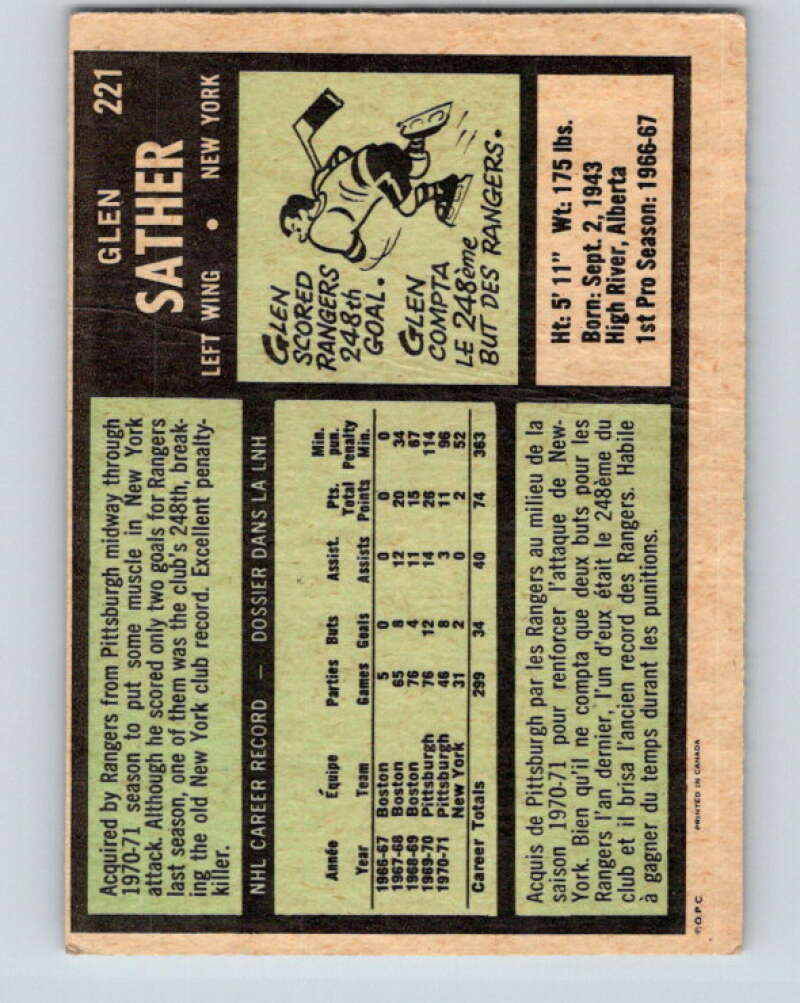 GLEN 221
SATHER
LEFT WING • NEW YORK
Acquired by Rangers from Pittsburgh midway through
1970-71 season to put some muscle in New York
attack. Although he scored only two goals for Rangers
last season, one of them was the club's 248th, break-
ing the old New York club record. Excellent penalty-
killer.
GLEN
SCORED
RANGERS
248th
GOAL.
GLEN
COMPTA
LE 248ème
BUT DES RANGERS.
7
NHL CAREER RECORD — DOSSIER DANS LA LNH
Année Équipe Parties Buts Assist. Pts. Total Min. pun. Penalty
Year Team Games Goals Assists Points Min.
1966-67 Boston 5 0 0 0 0
1967-68 Boston 65 8 12 20 34
1968-69 Boston 76 4 11 15 67
1969-70 Pittsburgh 76 12 14 26 114
1970-71 Pittsburgh 46 8 3 11 96
New York 31 2 0 2 52
Career Totals 299 34 40 74 363
Ht: 5' 11" Wt: 175 lbs.
Born: Sept. 2, 1943
High River, Alberta
1st Pro Season: 1966-67
Acquis de Pittsburgh par les Rangers au milieu de la
saison 1970-71 pour renforcer l'attaque de New-
York. Bien qu'il ne compta que deux buts pour les
Rangers l'an dernier, l'un d'eux était le 248ème du
club et il brisa l'ancien record des Rangers. Habile
à gagner du temps durant les punitions.
©O.P.C. PRINTED IN CANADA